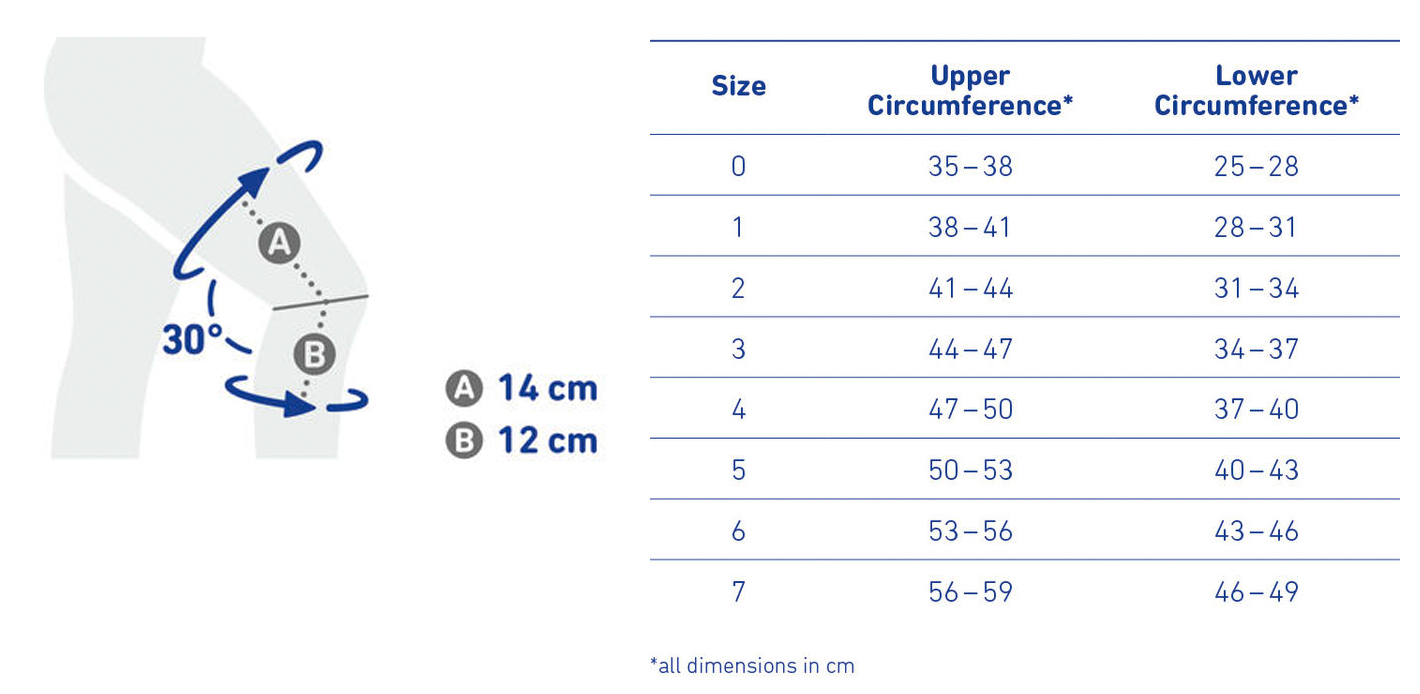 A
30°
B
A 14 cm
B 12 cm
Size Upper Circumference* Lower Circumference*
0 35–38 25–28
1 38–41 28–31
2 41–44 31–34
3 44–47 34–37
4 47–50 37–40
5 50–53 40–43
6 53–56 43–46
7 56–59 46–49
*all dimensions in cm